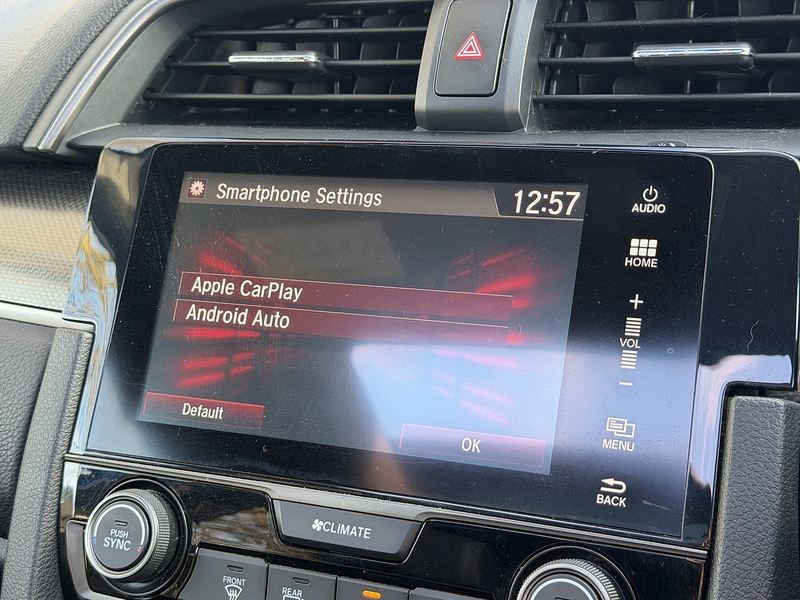 Smartphone Settings
12:57
AUDIO
HOME
Apple CarPlay
+
Android Auto
VOL
−
Default
OK
MENU
BACK
PUSH
SYNC
CLIMATE
FRONT
REAR